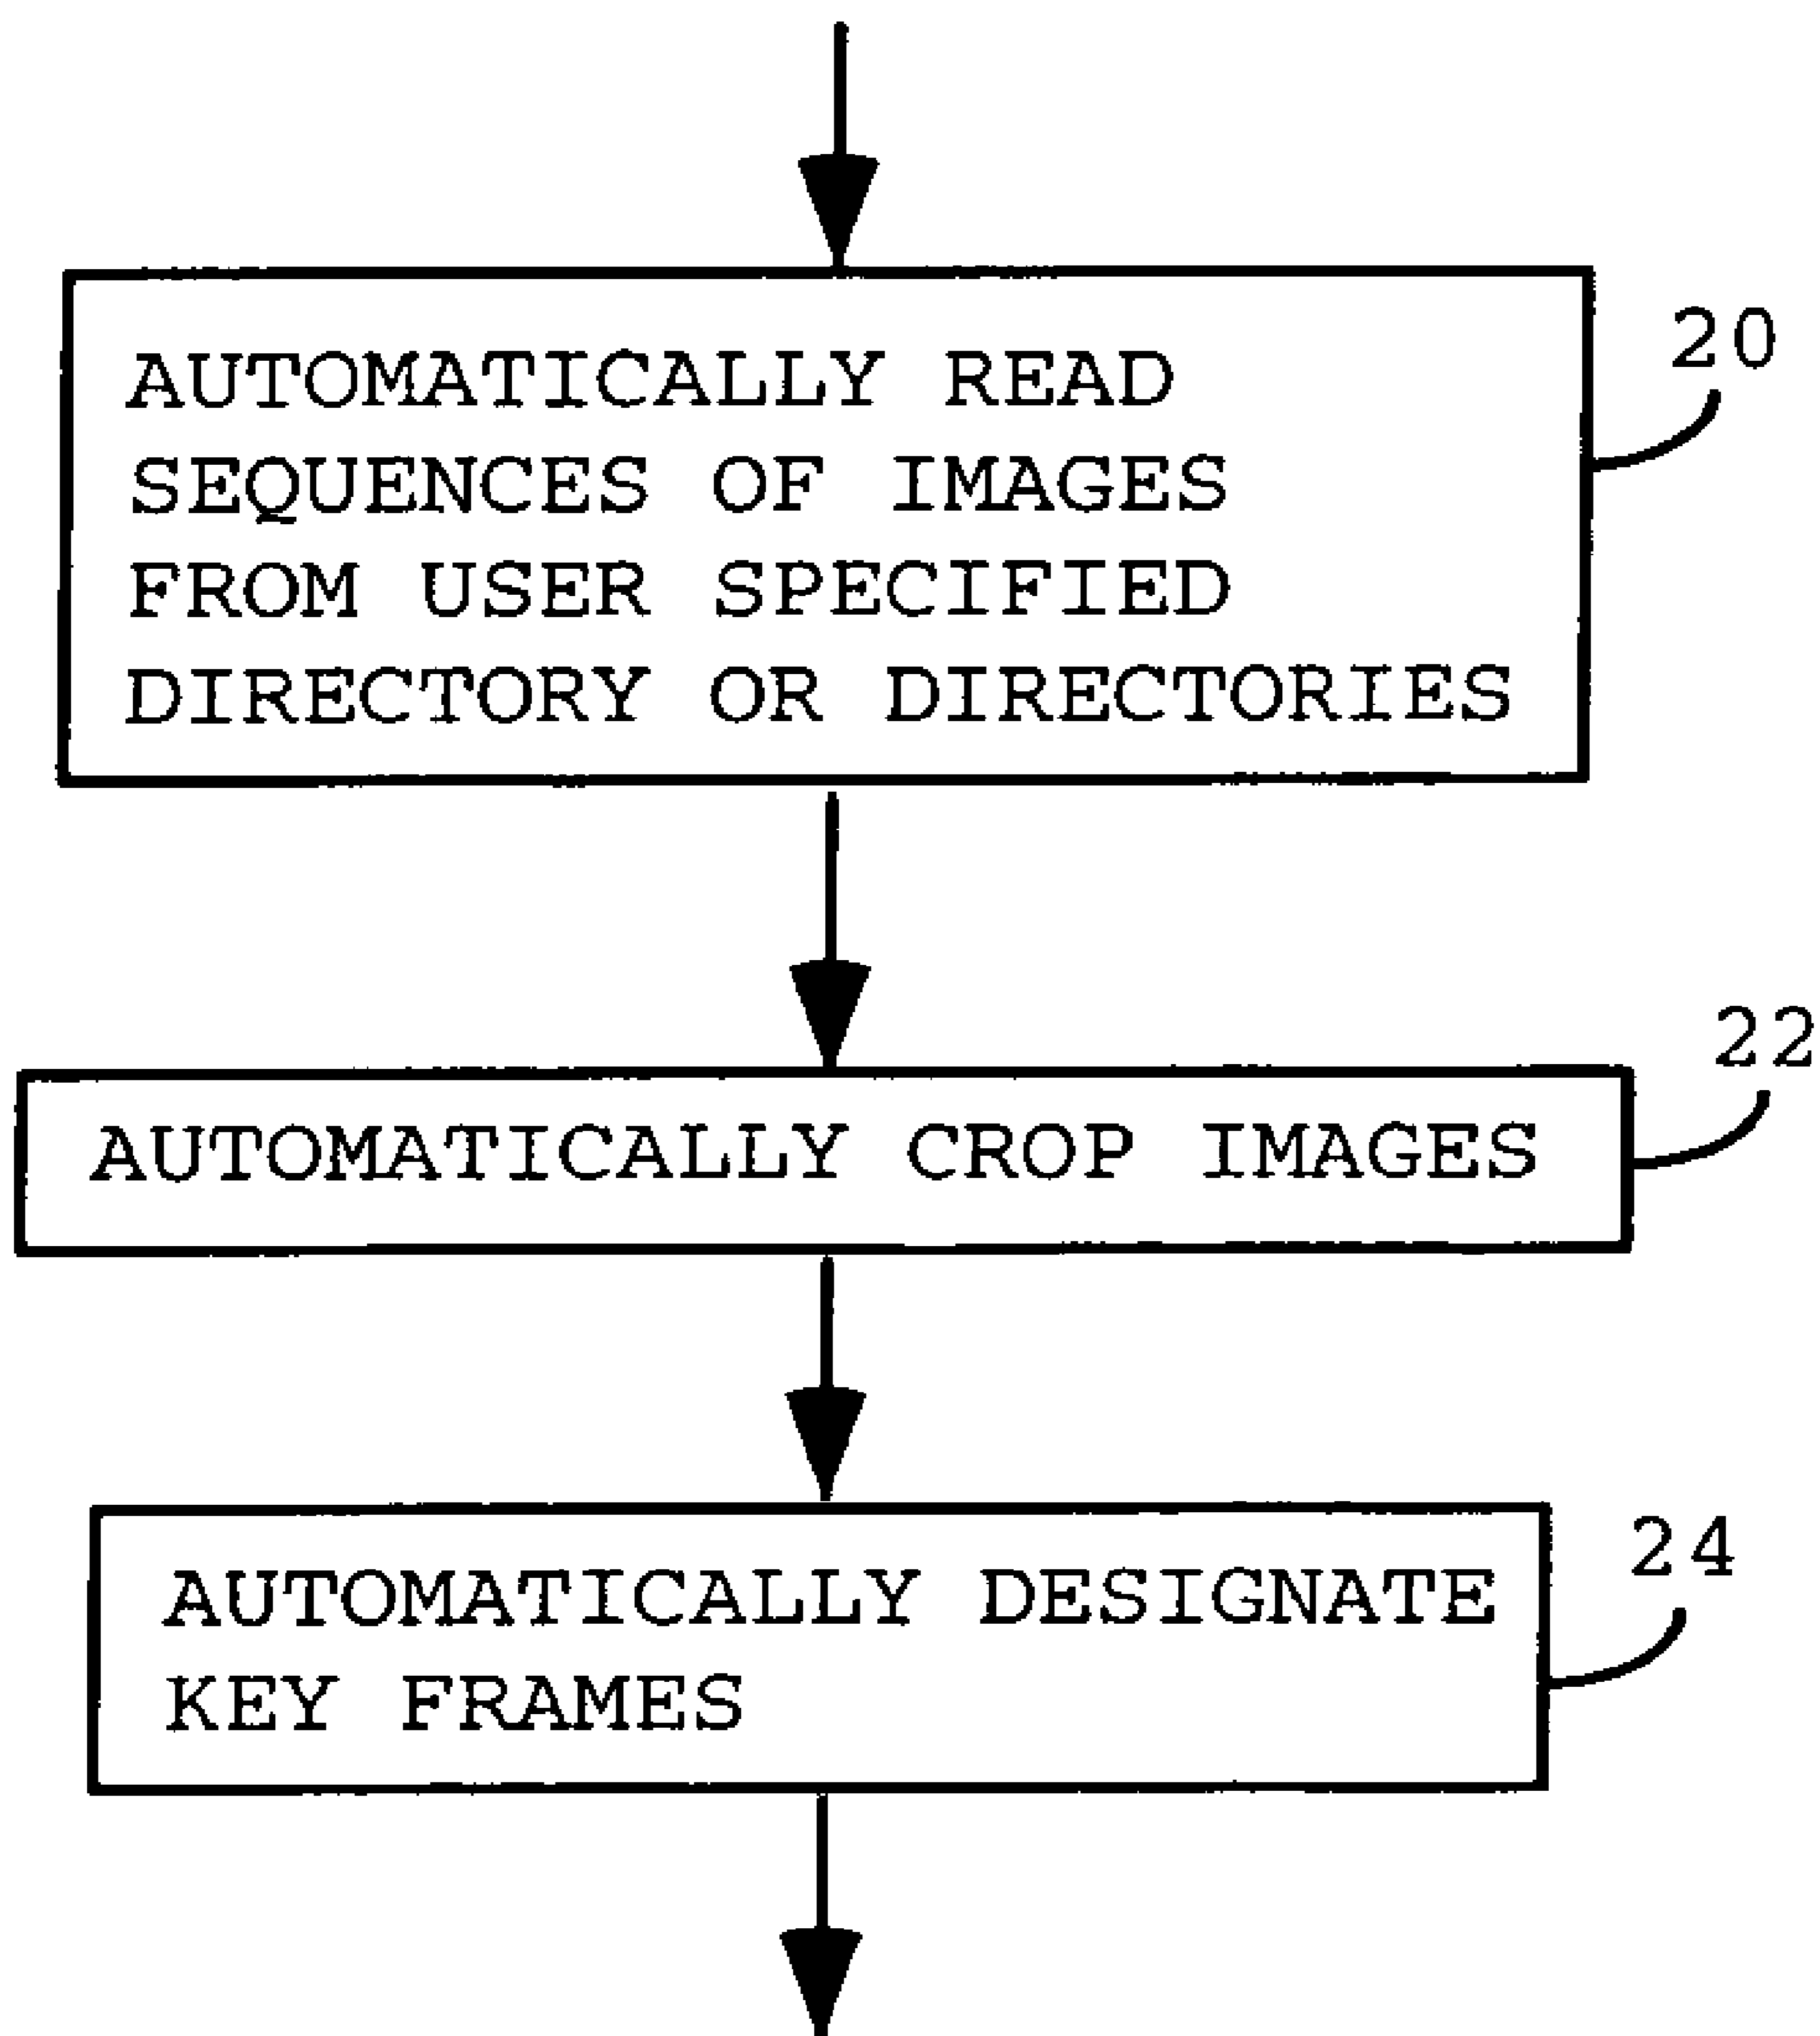 20
AUTOMATICALLY READ
SEQUENCES OF IMAGES
FROM USER SPECIFIED
DIRECTORY OR DIRECTORIES
22
AUTOMATICALLY CROP IMAGES
24
AUTOMATICALLY DESIGNATE
KEY FRAMES